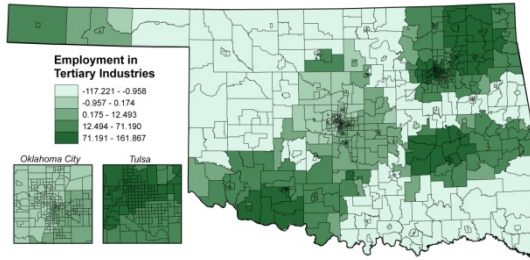 Employment in
Tertiary Industries
-117.221 - -0.958
-0.957 - 0.174
0.175 - 12.493
12.494 - 71.190
71.191 - 161.867
Oklahoma City
Tulsa